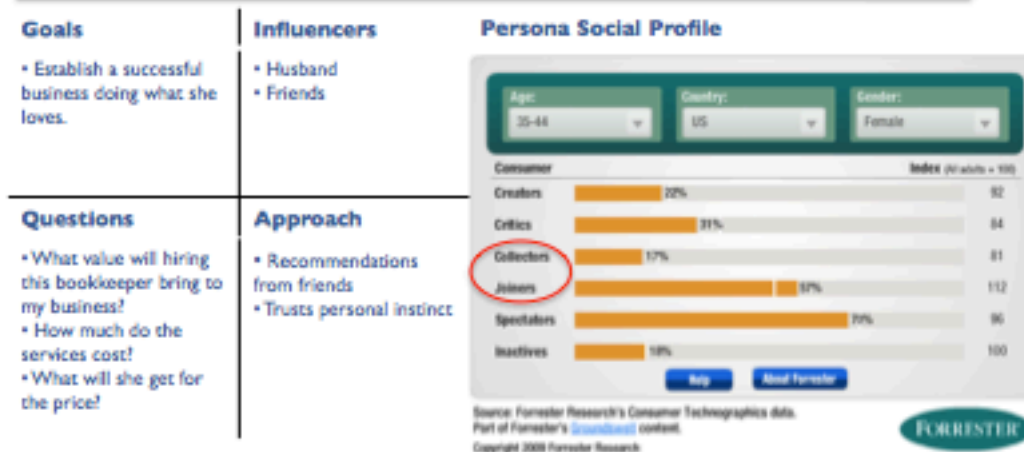 Goals
• Establish a successful
business doing what she
loves.
Influencers
• Husband
• Friends
Questions
• What value will hiring
this bookkeeper bring to
my business?
• How much do the
services cost?
• What will she get for
the price?
Approach
• Recommendations
from friends
• Trusts personal instinct
Persona Social Profile
Age: Country: Gender:
35-44 US Female
Consumer Index (All adults = 100)
Creators 22% 92
Critics 31% 84
Collectors 17% 81
Joiners 57% 112
Spectators 96
Inactives 18% 100
Help About Forrester
Source: Forrester Research's Consumer Technographics data.
Part of Forrester's Groundswell content.
Copyright 2009 Forrester Research
FORRESTER